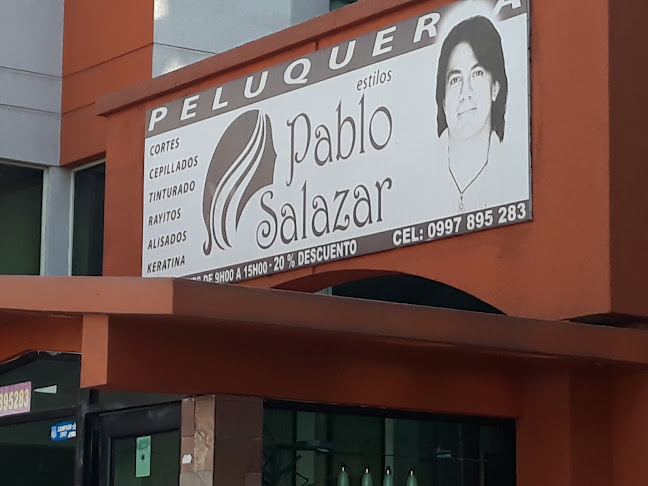 PELUQUERÍA
estilos
Pablo
Salazar
CORTES
CEPILLADOS
TINTURADO
RAYITOS
ALISADOS
KERATINA
DE 9H00 A 15H00 - 20 % DESCUENTO
CEL: 0997 895 283
895283